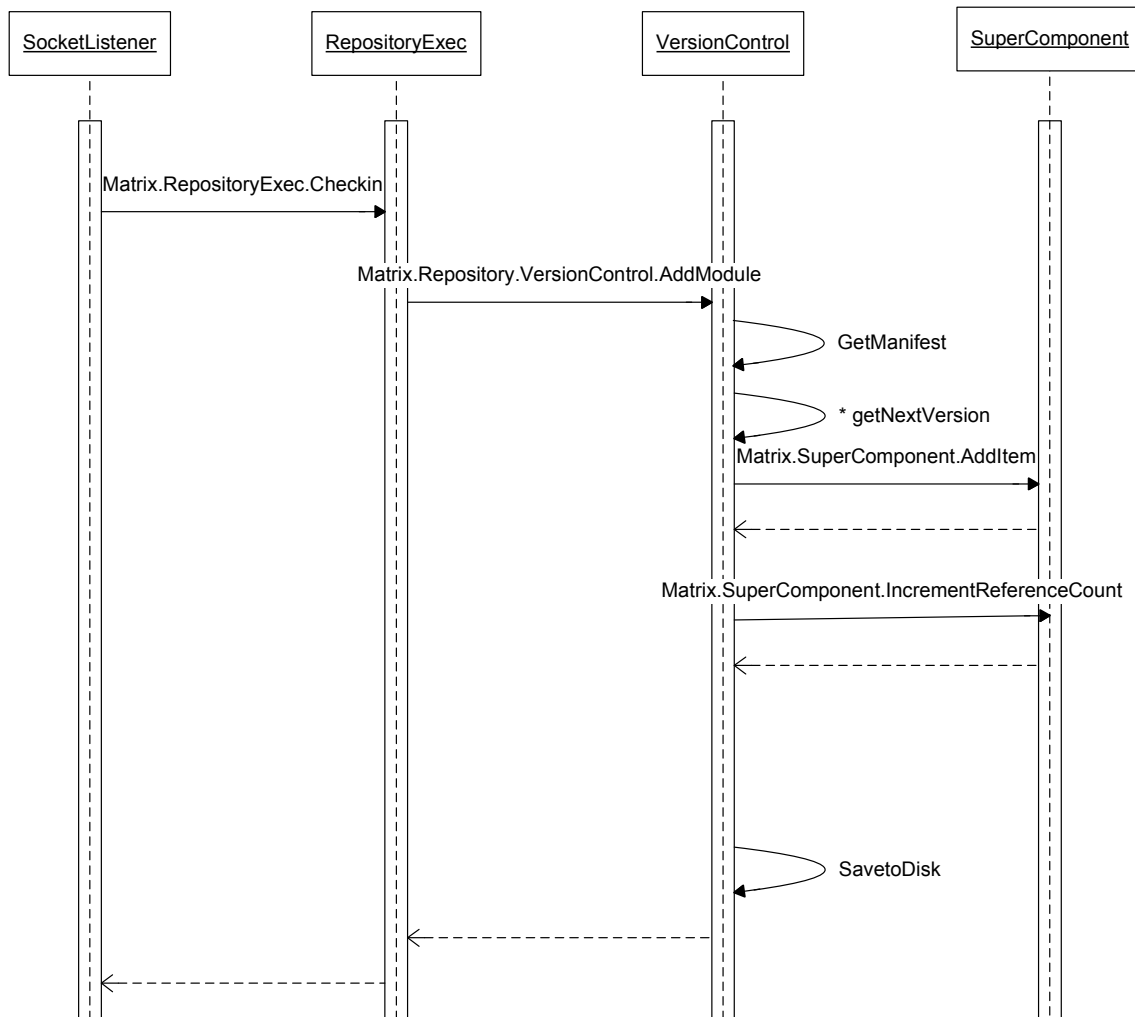 SocketListener
RepositoryExec
VersionControl
SuperComponent
Matrix.RepositoryExec.Checkin
Matrix.Repository.VersionControl.AddModule
GetManifest
* getNextVersion
Matrix.SuperComponent.AddItem
Matrix.SuperComponent.IncrementReferenceCount
SavetoDisk